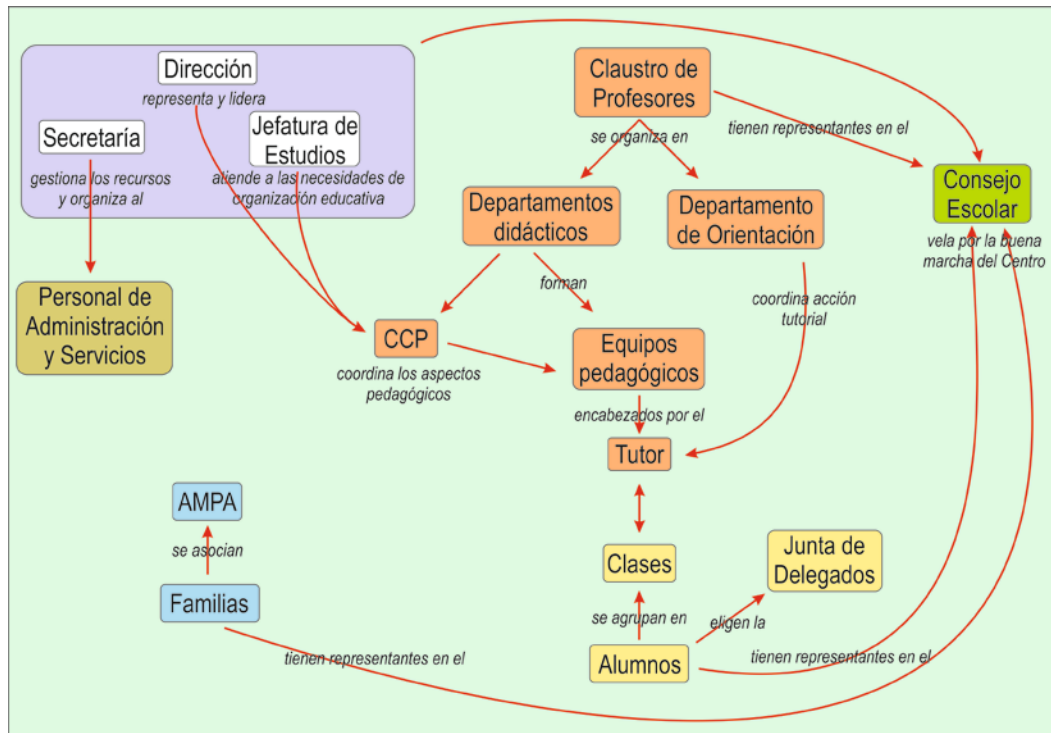 Dirección
representa y lidera
Secretaría
gestiona los recursos
y organiza al
Jefatura de
Estudios
atiende a las necesidades de
organización educativa
Personal de
Administración
y Servicios
Claustro de
Profesores
se organiza en
tienen representantes en el
Consejo
Escolar
vela por la buena
marcha del Centro
Departamentos
didácticos
Departamento
de Orientación
forman
coordina acción
tutorial
CCP
coordina los aspectos
pedagógicos
Equipos
pedagógicos
encabezados por el
Tutor
AMPA
se asocian
Familias
tienen representantes en el
Clases
se agrupan en
Alumnos
Junta de
Delegados
eligen la
tienen representantes en el